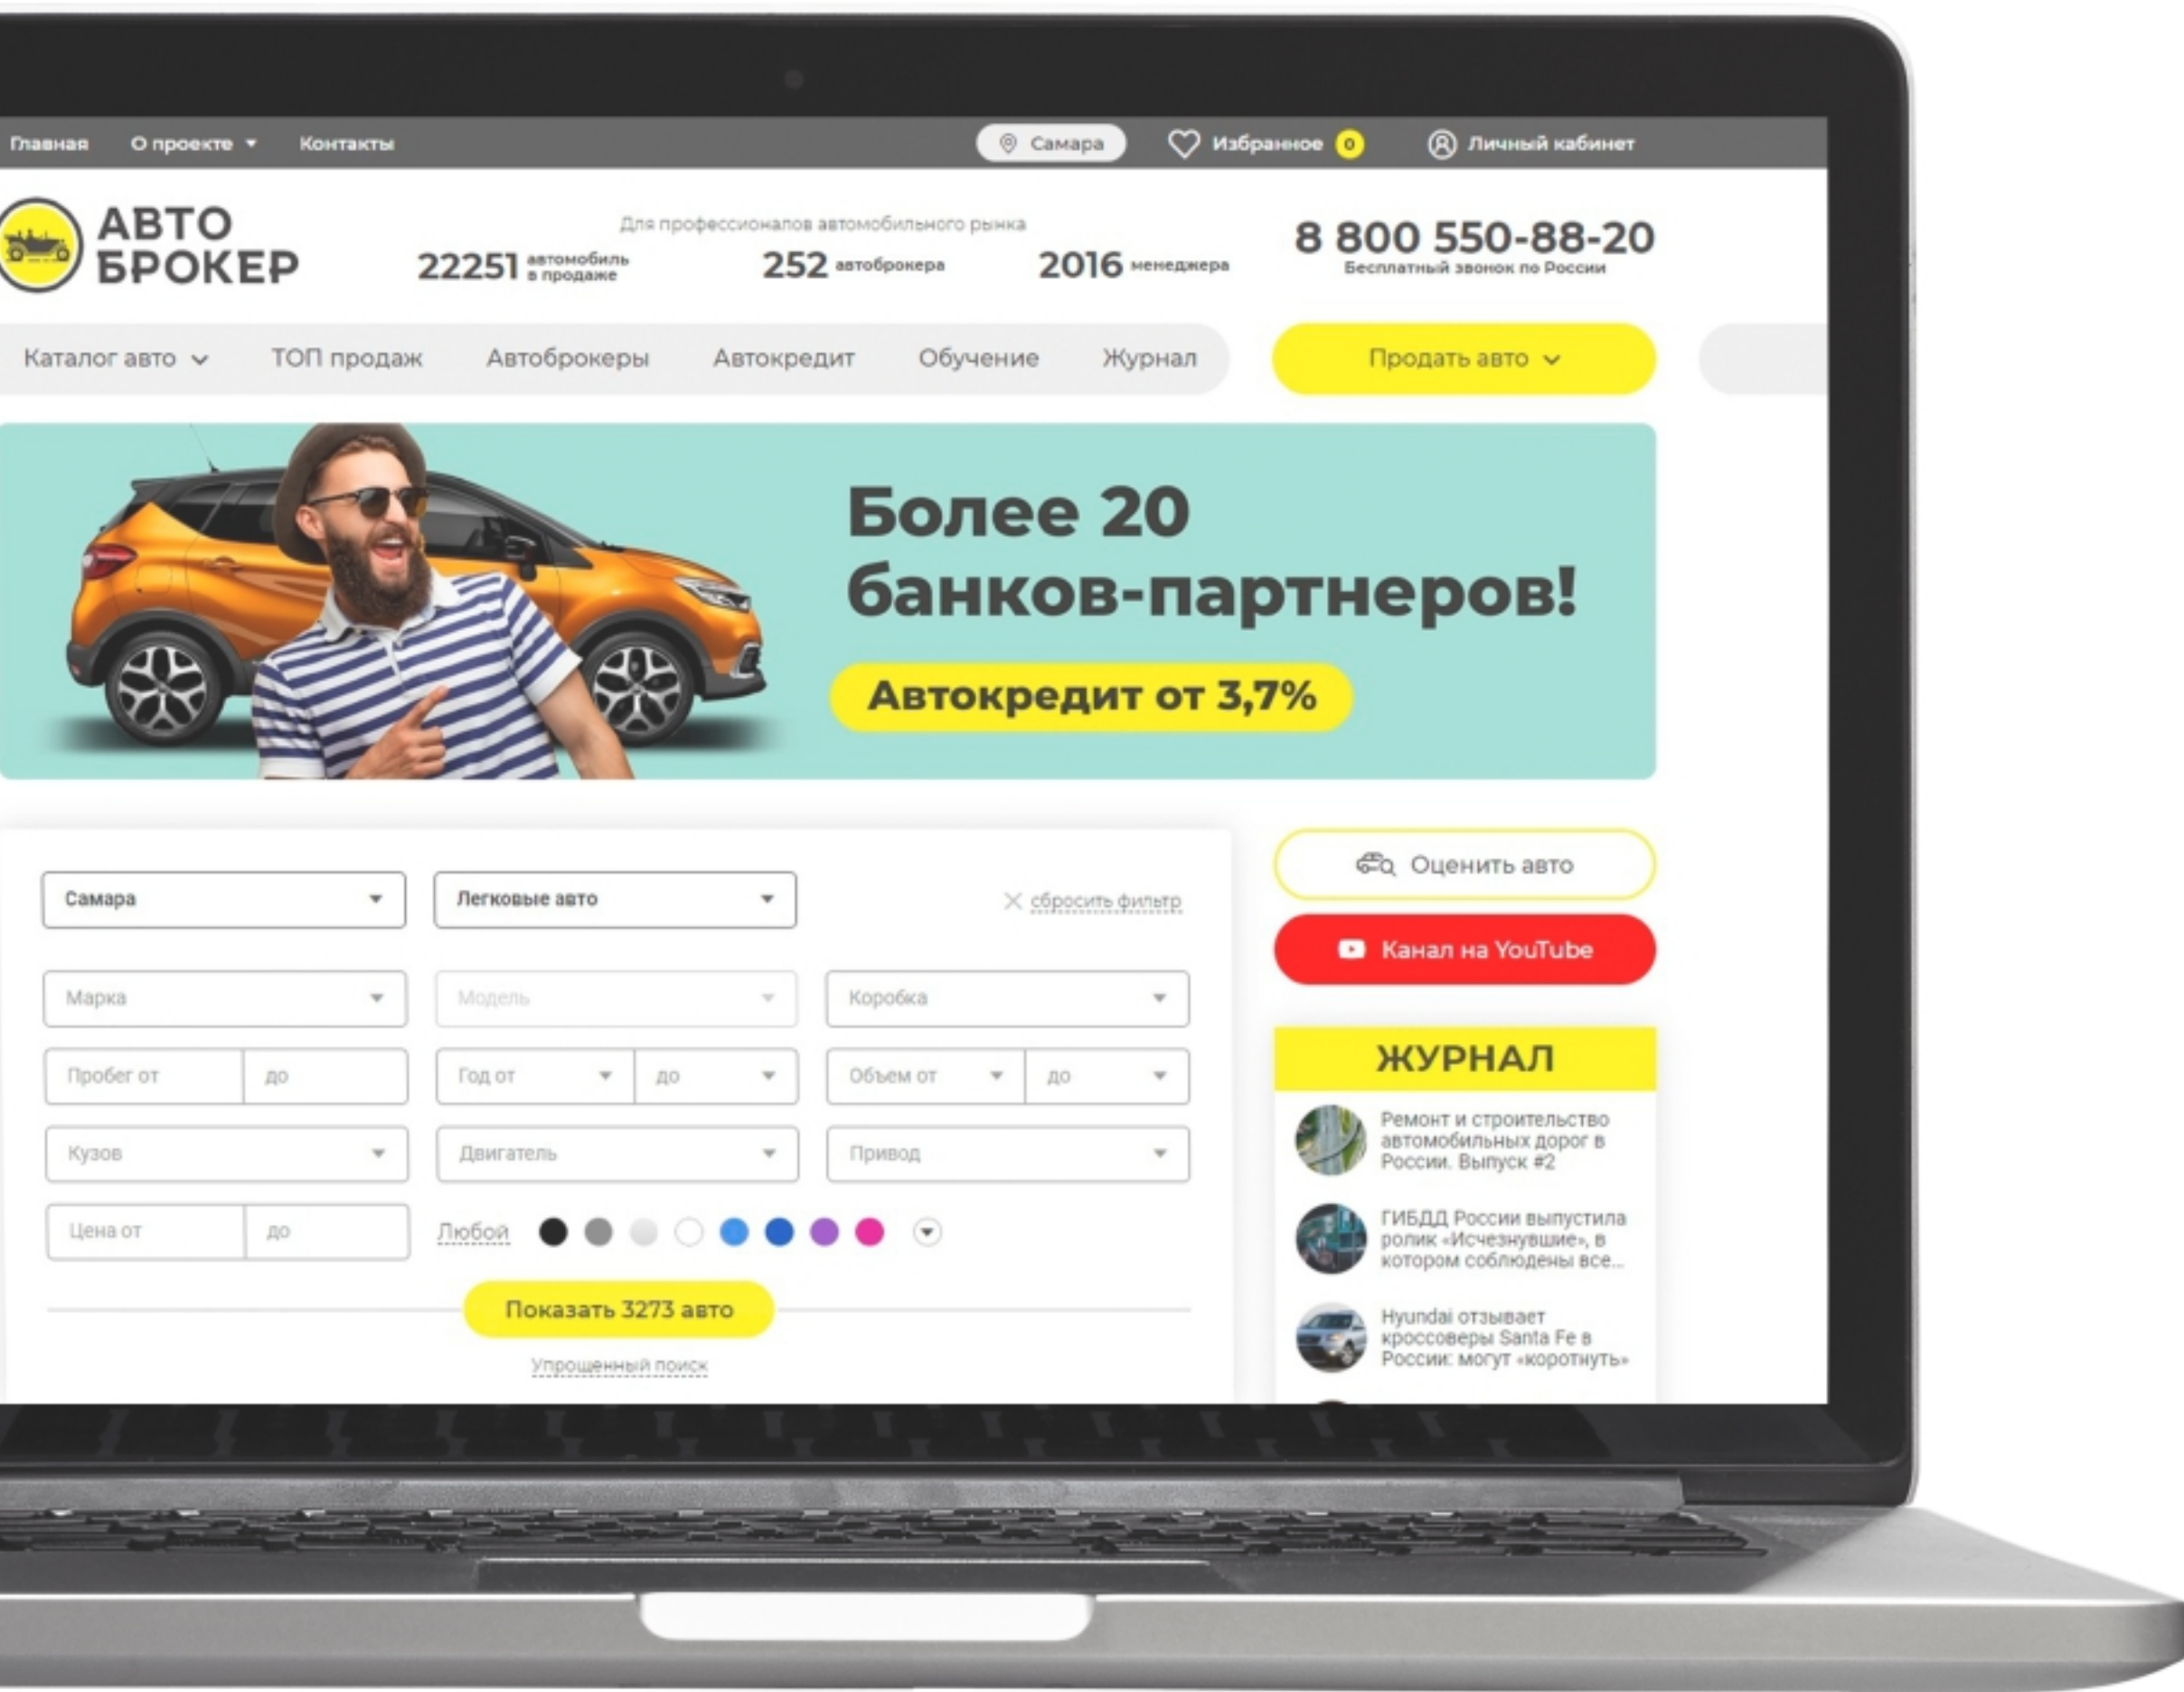 Главная О проекте Контакты Самара Избранное 0 Личный кабинет
АВТО
БРОКЕР
Для профессионалов автомобильного рынка
22251 автомобиль
в продаже
252 автоброкера
2016 менеджера
8 800 550-88-20
Бесплатный звонок по России
Каталог авто ТОП продаж Автоброкеры Автокредит Обучение Журнал Продать авто
Более 20
банков-партнеров!
Автокредит от 3,7%
Самара Легковые авто сбросить фильтр
Марка Модель Коробка
Пробег от до Год от до Объем от до
Кузов Двигатель Привод
Цена от до Любой
Показать 3273 авто
Упрощенный поиск
Оценить авто
Канал на YouTube
ЖУРНАЛ
Ремонт и строительство
автомобильных дорог в
России. Выпуск #2
ГИБДД России выпустила
ролик «Исчезнувшие», в
котором соблюдены все...
Hyundai отзывает
кроссоверы Santa Fe в
России: могут «коротнуть»